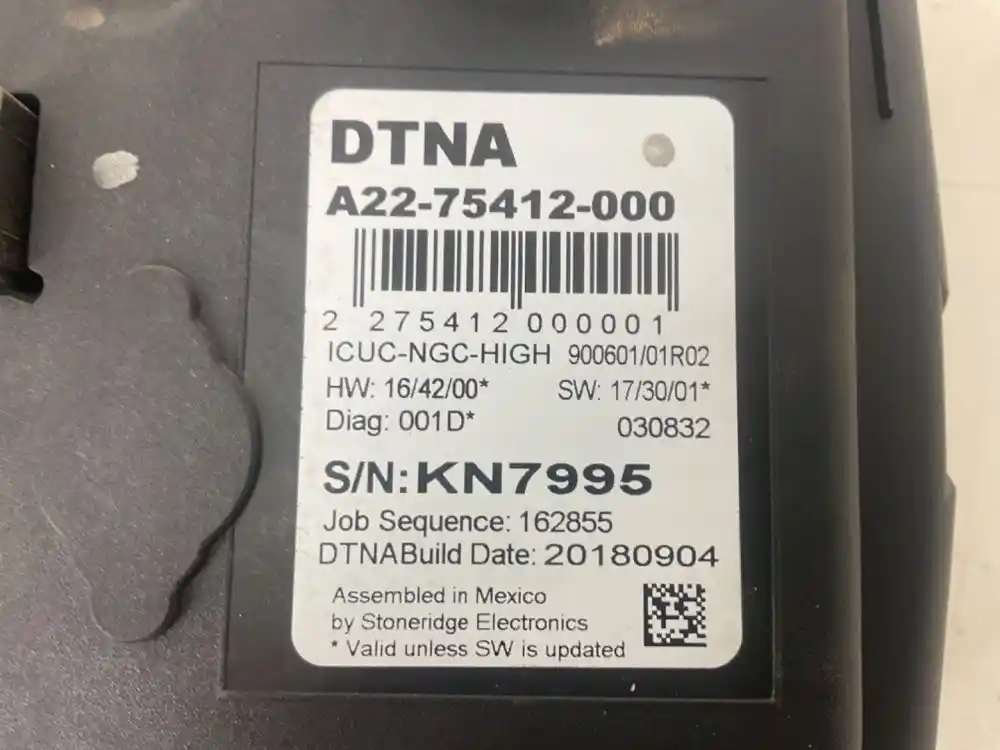 DTNA
A22-75412-000
2 275412 000001
ICUC-NGC-HIGH 900601/01R02
HW: 16/42/00* SW: 17/30/01*
Diag: 001D* 030832
S/N: KN7995
Job Sequence: 162855
DTNABuild Date: 20180904
Assembled in Mexico
by Stoneridge Electronics
* Valid unless SW is updated